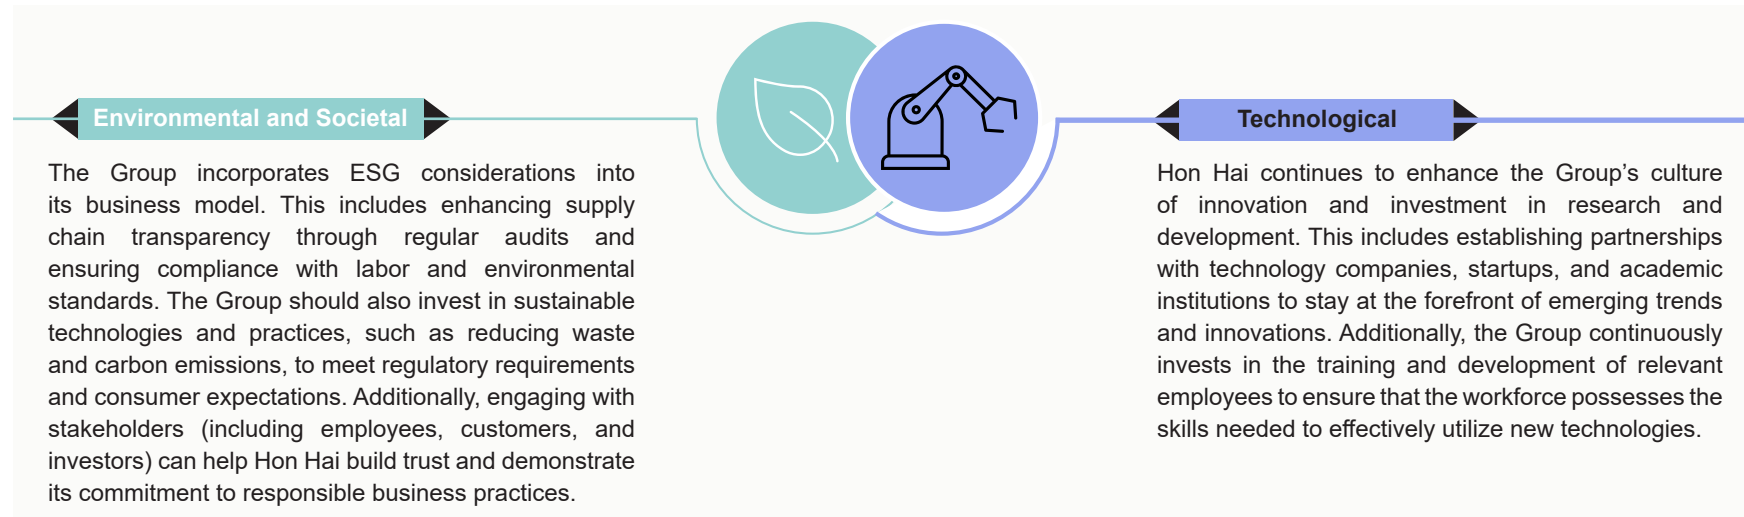 Environmental and Societal
The Group incorporates ESG considerations into
its business model. This includes enhancing supply
chain transparency through regular audits and
ensuring compliance with labor and environmental
standards. The Group should also invest in sustainable
technologies and practices, such as reducing waste
and carbon emissions, to meet regulatory requirements
and consumer expectations. Additionally, engaging with
stakeholders (including employees, customers, and
investors) can help Hon Hai build trust and demonstrate
its commitment to responsible business practices.
Technological
Hon Hai continues to enhance the Group’s culture
of innovation and investment in research and
development. This includes establishing partnerships
with technology companies, startups, and academic
institutions to stay at the forefront of emerging trends
and innovations. Additionally, the Group continuously
invests in the training and development of relevant
employees to ensure that the workforce possesses the
skills needed to effectively utilize new technologies.